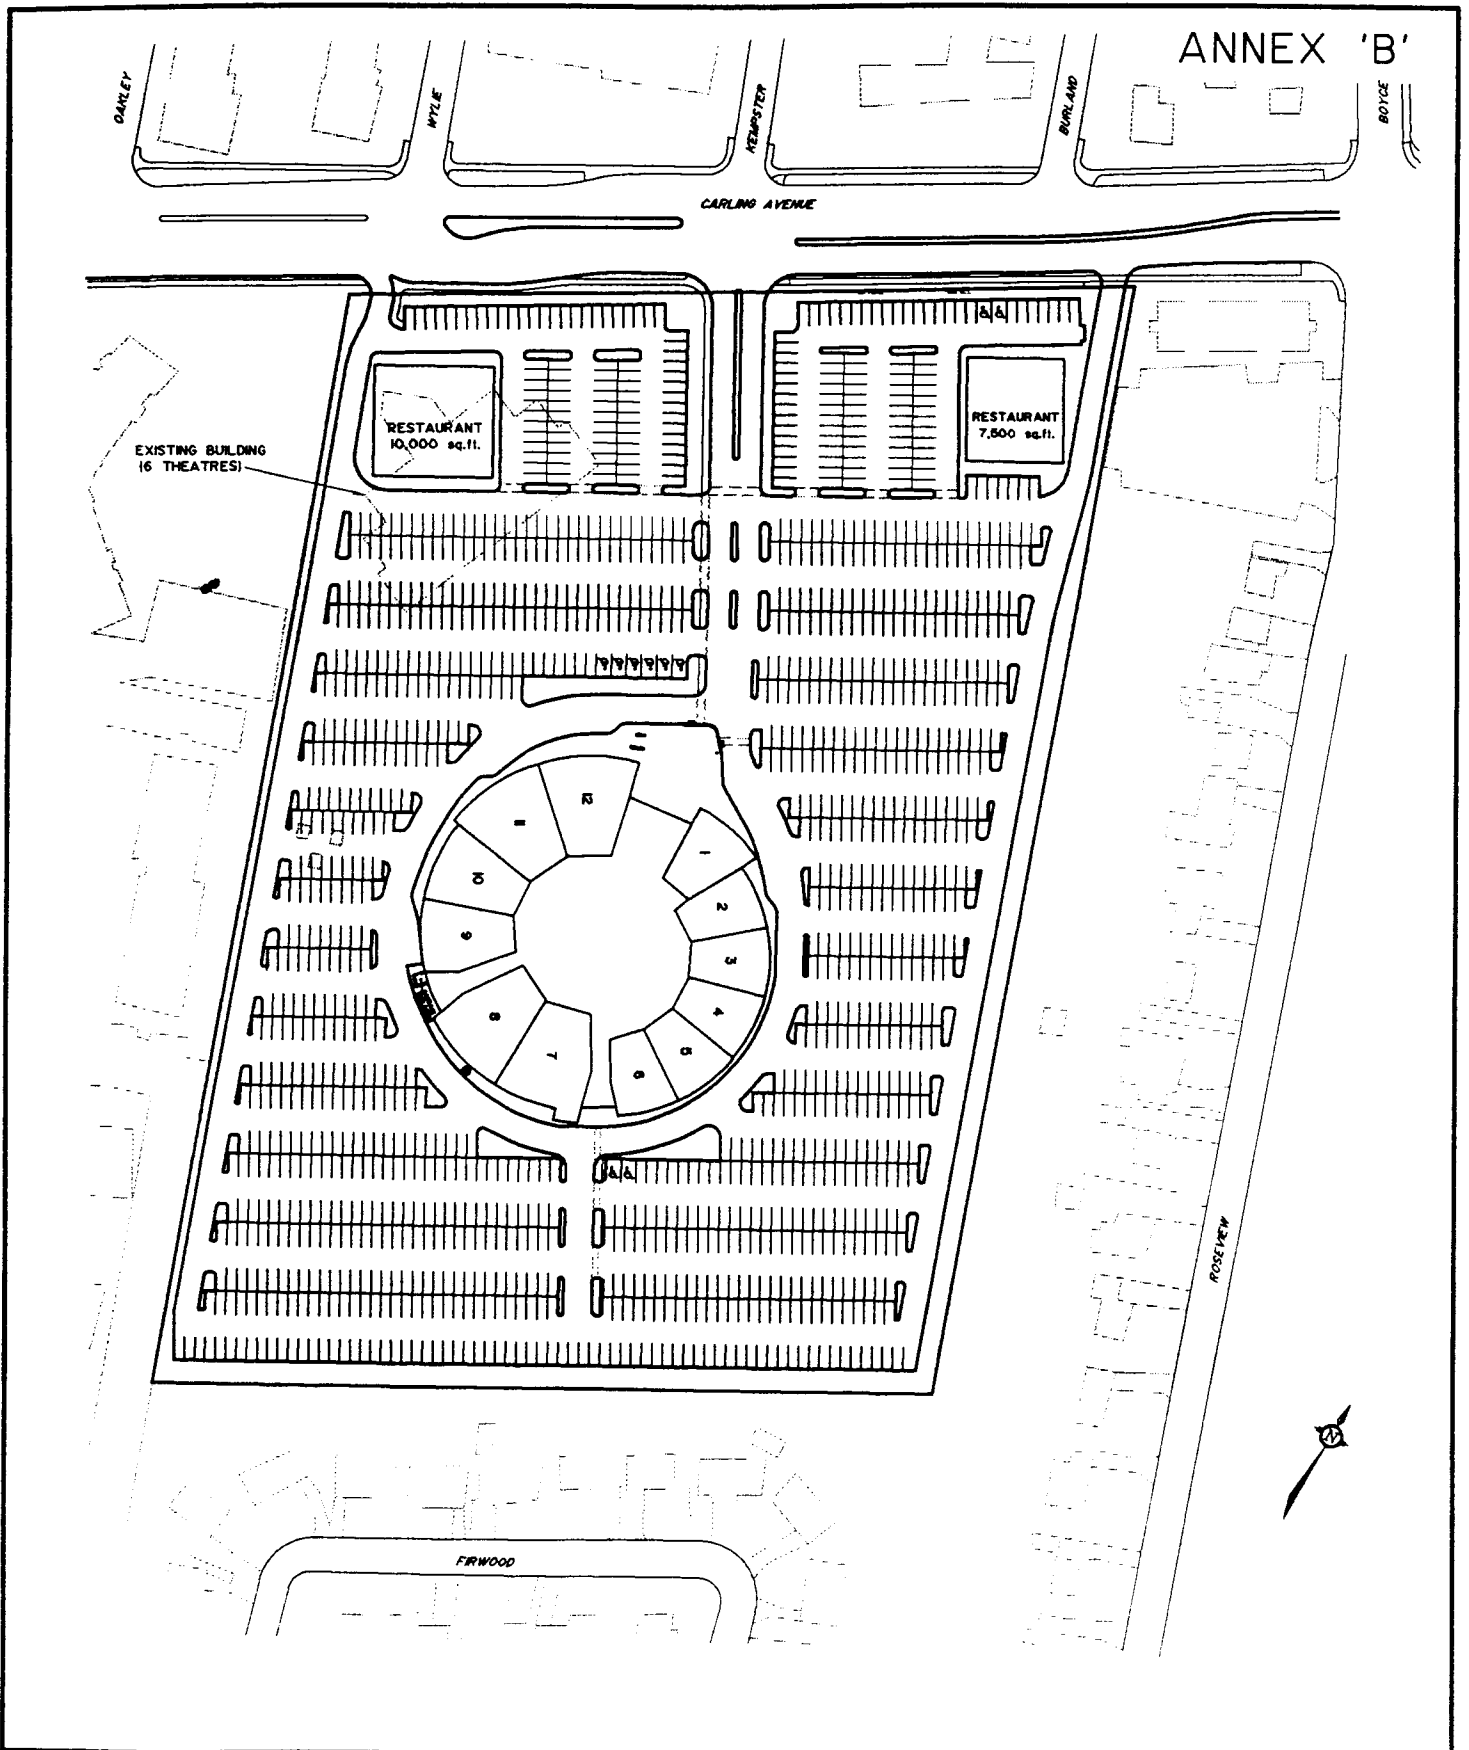 ANNEX 'B'
OAKLEY
WYLIE
KEMPSTER
BURLAND
BOYCE
CARLING AVENUE
RESTAURANT
10,000 sq.ft.
RESTAURANT
7,500 sq.ft.
EXISTING BUILDING
(6 THEATRES)
12
11
1
10
2
9
3
4
8
5
7
6
ROSEVIEW
N
FIRWOOD